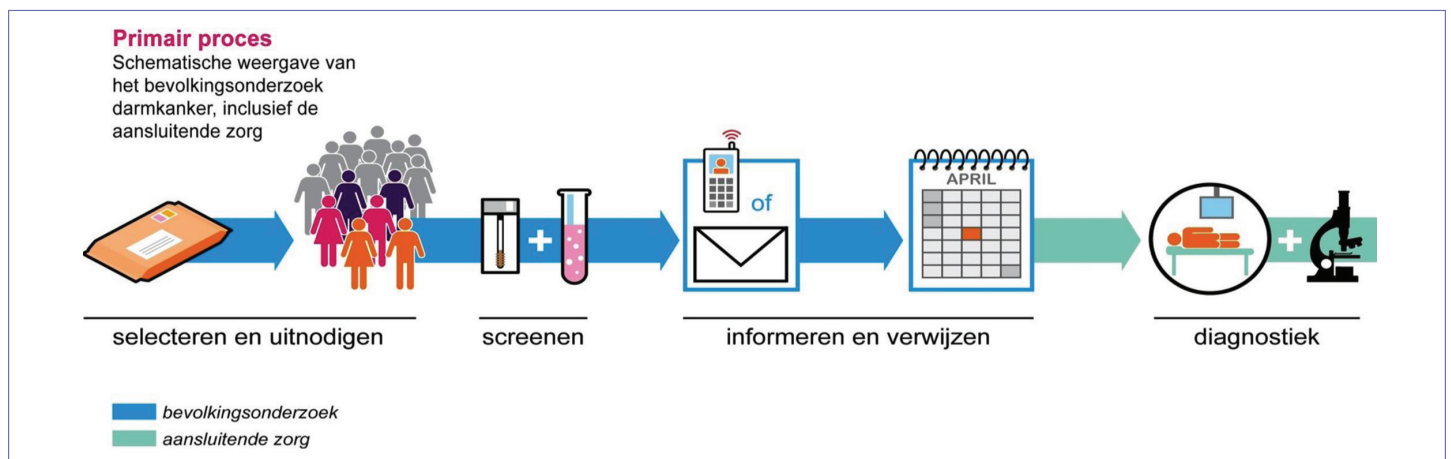 Primair proces
Schematische weergave van
het bevolkingsonderzoek
darmkanker, inclusief de
aansluitende zorg
of
APRIL
selecteren en uitnodigen
screenen
informeren en verwijzen
diagnostiek
bevolkingsonderzoek
aansluitende zorg